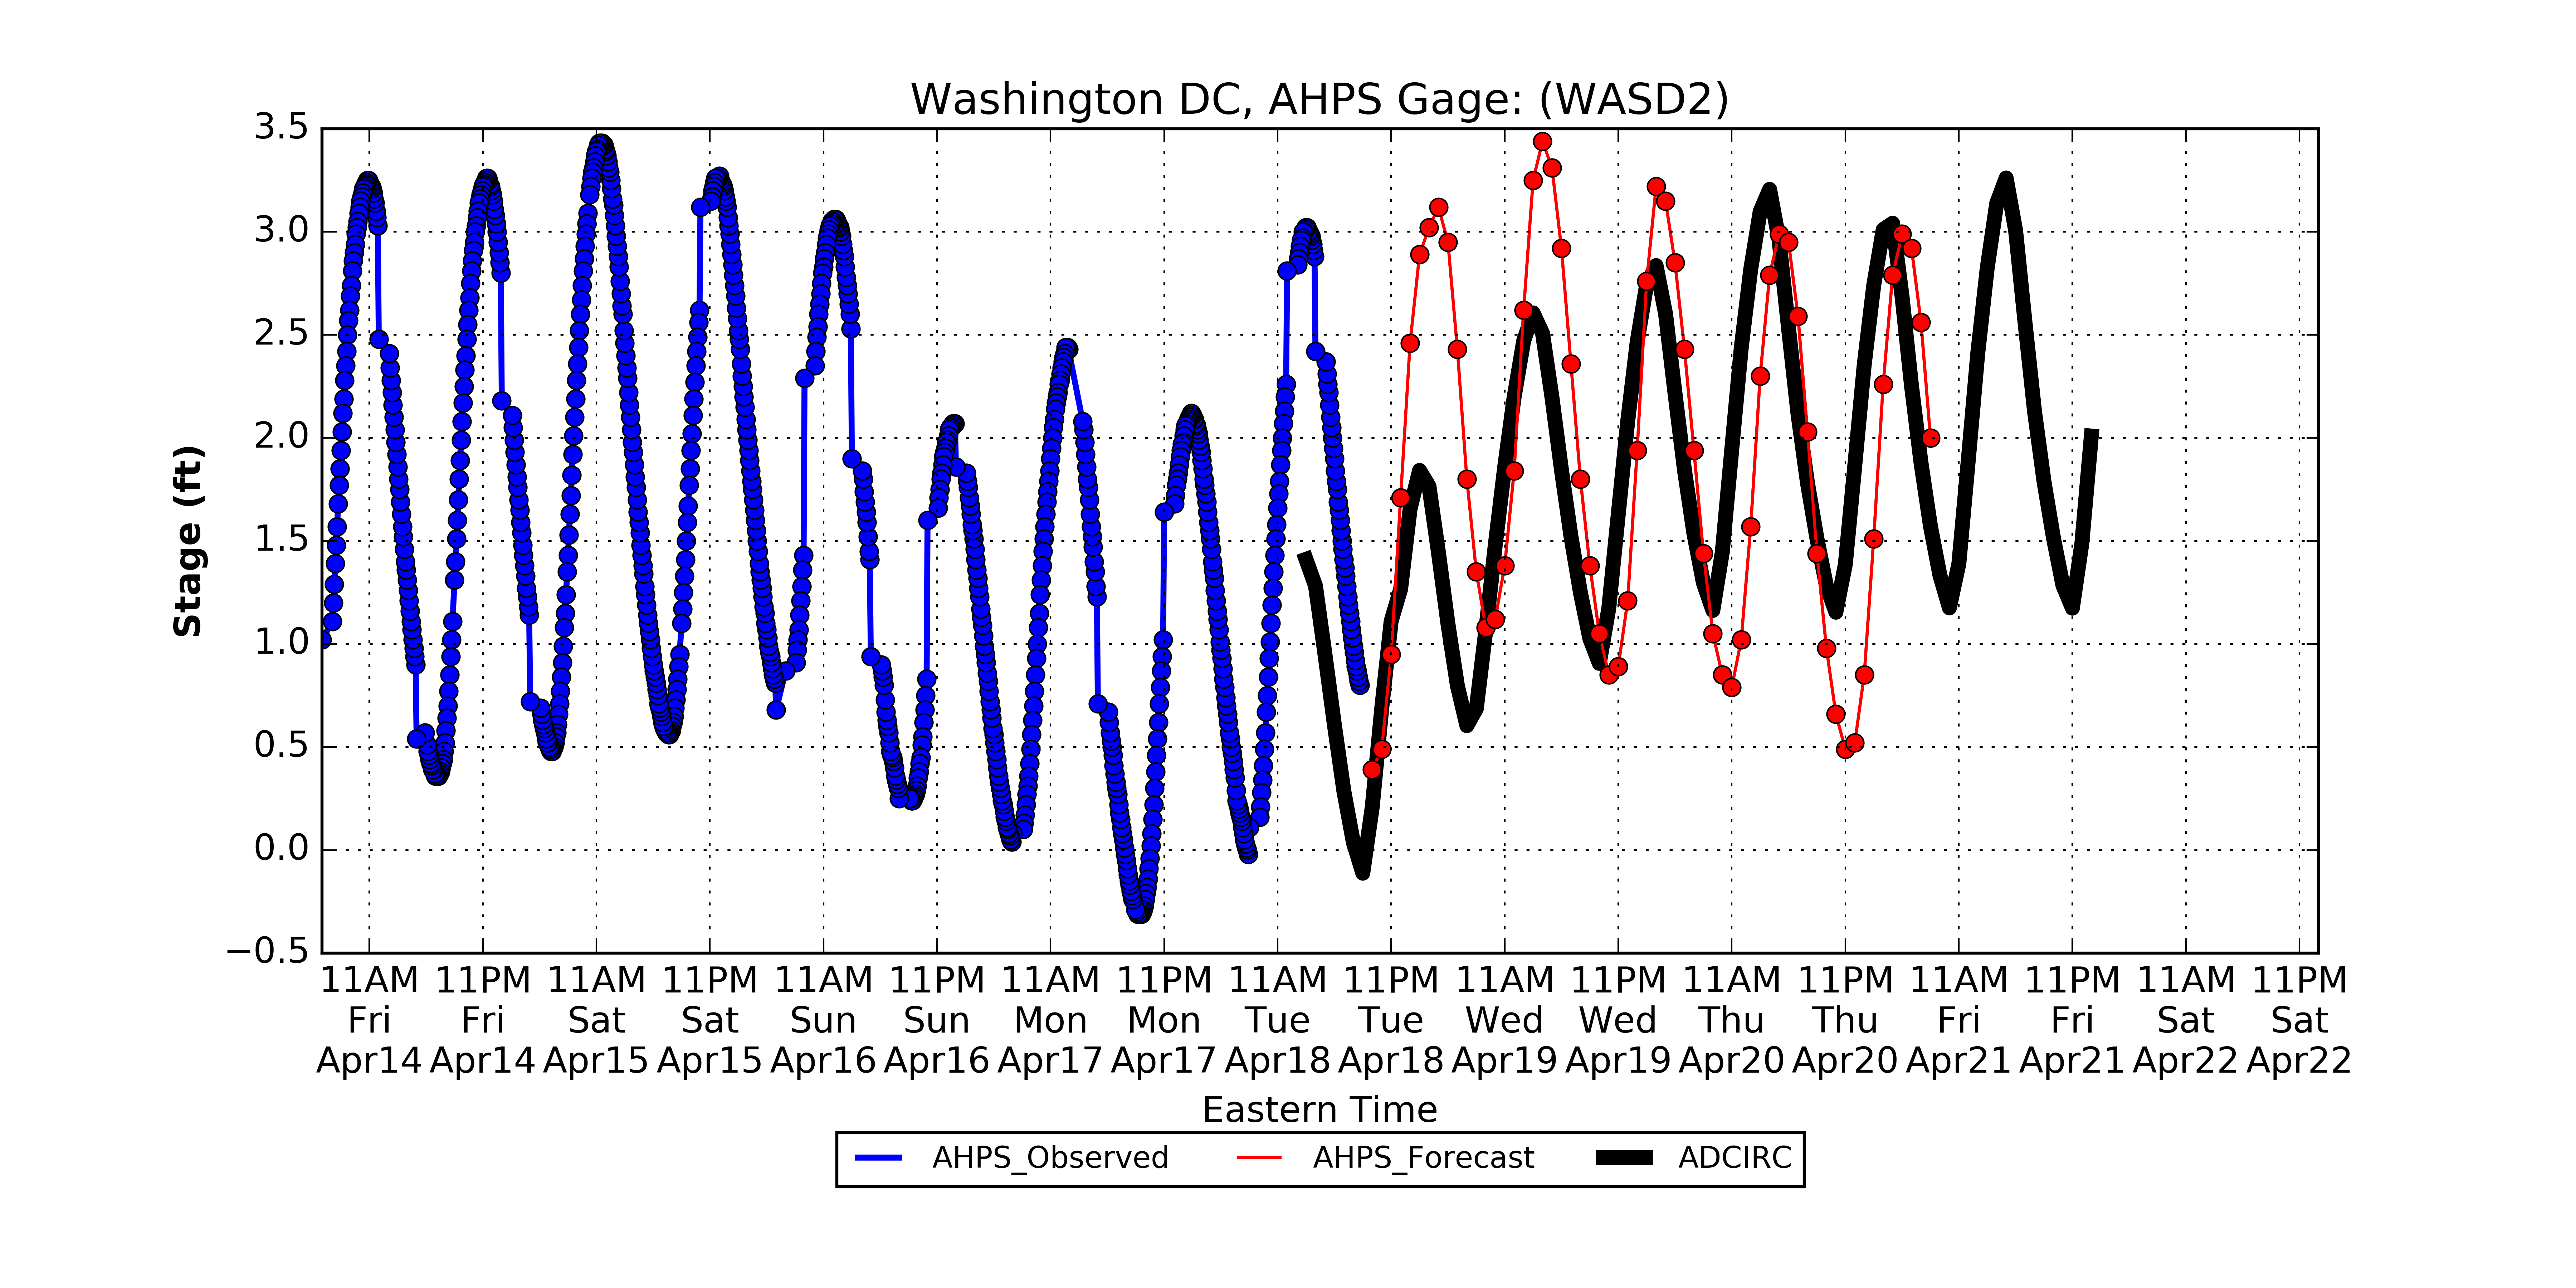 Washington DC, AHPS Gage: (WASD2)
Stage (ft)
3.5
3.0
2.5
2.0
1.5
1.0
0.5
0.0
−0.5
11AM 11PM 11AM 11PM 11AM 11PM 11AM 11PM 11AM 11PM 11AM 11PM 11AM 11PM 11AM 11PM 11AM 11PM
Fri Fri Sat Sat Sun Sun Mon Mon Tue Tue Wed Wed Thu Thu Fri Fri Sat Sat
Apr14 Apr14 Apr15 Apr15 Apr16 Apr16 Apr17 Apr17 Apr18 Apr18 Apr19 Apr19 Apr20 Apr20 Apr21 Apr21 Apr22 Apr22
Eastern Time
AHPS_Observed AHPS_Forecast ADCIRC